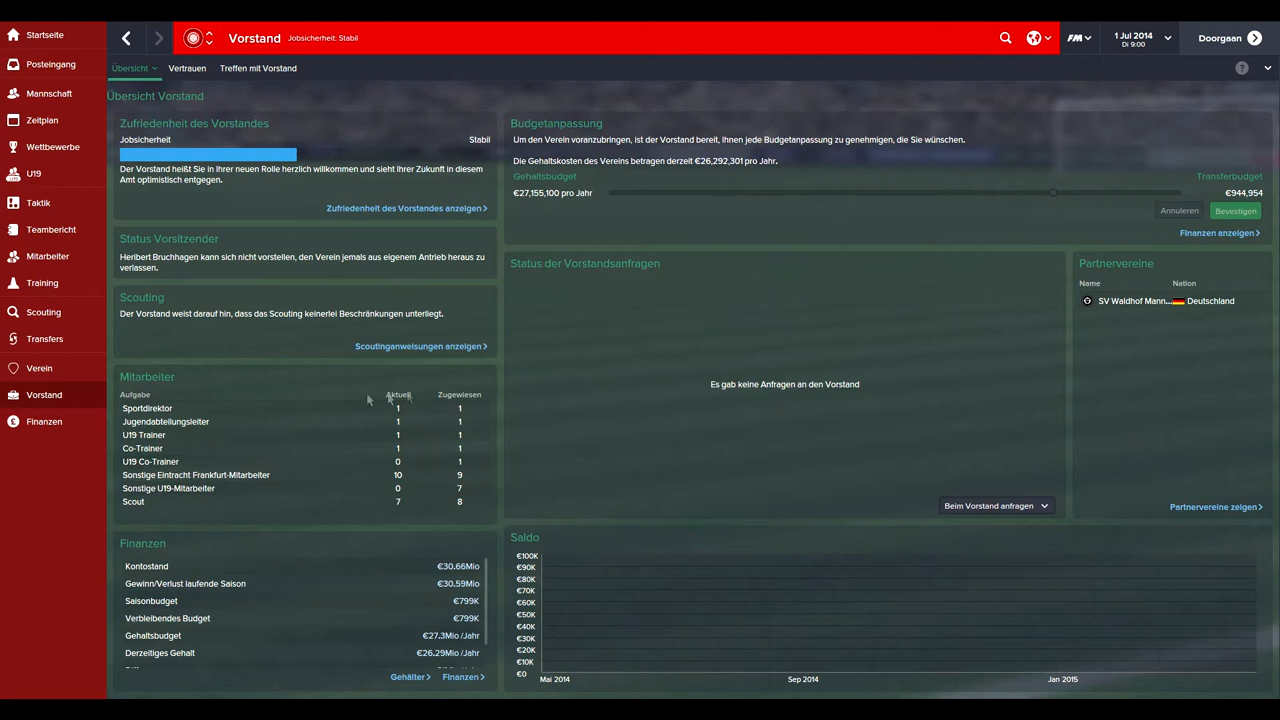 Startseite
Posteingang
Mannschaft
Zeitplan
Wettbewerbe
U19
Taktik
Teambericht
Mitarbeiter
Training
Scouting
Transfers
Verein
Vorstand
Finanzen
Vorstand Jobsicherheit: Stabil
FM
1 Jul 2014
Di 9:00
Doorgaan
Übersicht Vertrauen Treffen mit Vorstand
?
Übersicht Vorstand
Zufriedenheit des Vorstandes
Jobsicherheit Stabil
Der Vorstand heißt Sie in Ihrer neuen Rolle herzlich willkommen und sieht Ihrer Zukunft in diesem
Amt optimistisch entgegen.
Zufriedenheit des Vorstandes anzeigen
Status Vorsitzender
Heribert Bruchhagen kann sich nicht vorstellen, den Verein jemals aus eigenem Antrieb heraus zu
verlassen.
Scouting
Der Vorstand weist darauf hin, dass das Scouting keinerlei Beschränkungen unterliegt.
Scoutinganweisungen anzeigen
Mitarbeiter
Aufgabe Aktuell Zugewiesen
Sportdirektor 1 1
Jugendabteilungsleiter 1 1
U19 Trainer 1 1
Co-Trainer 1 1
U19 Co-Trainer 0 1
Sonstige Eintracht Frankfurt-Mitarbeiter 10 9
Sonstige U19-Mitarbeiter 0 7
Scout 7 8
Finanzen
Kontostand €30.66Mio
Gewinn/Verlust laufende Saison €30.59Mio
Saisonbudget €799K
Verbleibendes Budget €799K
Gehaltsbudget €27.3Mio /Jahr
Derzeitiges Gehalt €26.29Mio /Jahr
Gehälter Finanzen
Budgetanpassung
Um den Verein voranzubringen, ist der Vorstand bereit, Ihnen jede Budgetanpassung zu genehmigen, die Sie wünschen.
Die Gehaltskosten des Vereins betragen derzeit €26,292,301 pro Jahr.
Gehaltsbudget Transferbudget
€27,155,100 pro Jahr €944,954
Annuleren Bevestigen
Finanzen anzeigen
Status der Vorstandsanfragen
Es gab keine Anfragen an den Vorstand
Beim Vorstand anfragen
Partnervereine
Name Nation
SV Waldhof Mann... Deutschland
Partnervereine zeigen
Saldo
€100K
€90K
€80K
€70K
€60K
€50K
€40K
€30K
€20K
€10K
€0
Mai 2014 Sep 2014 Jan 2015